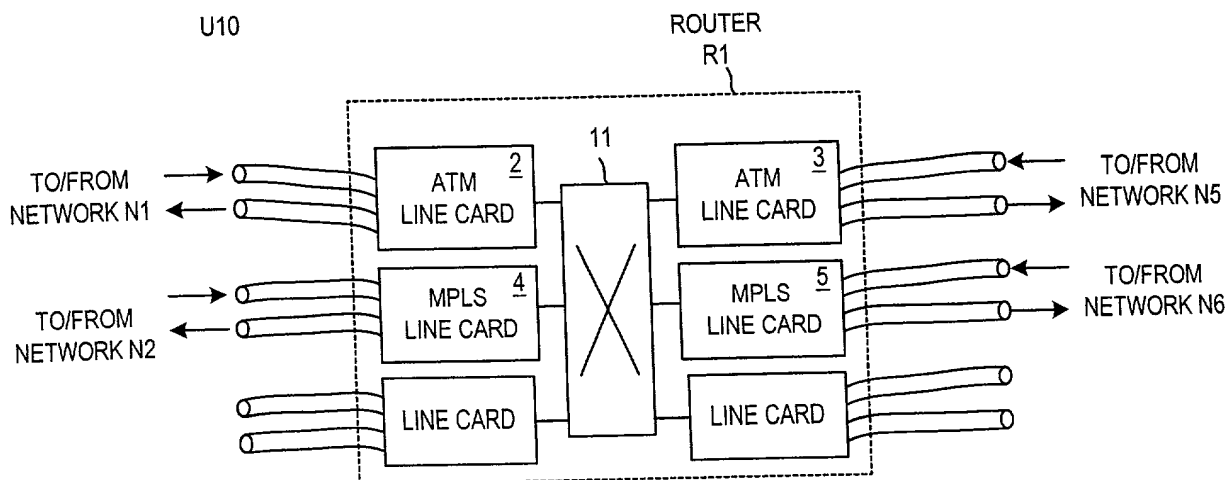 U10
ROUTER
R1
11
TO/FROM
NETWORK N1
2
ATM
LINE CARD
3
ATM
LINE CARD
TO/FROM
NETWORK N5
TO/FROM
NETWORK N2
4
MPLS
LINE CARD
5
MPLS
LINE CARD
TO/FROM
NETWORK N6
LINE CARD
LINE CARD